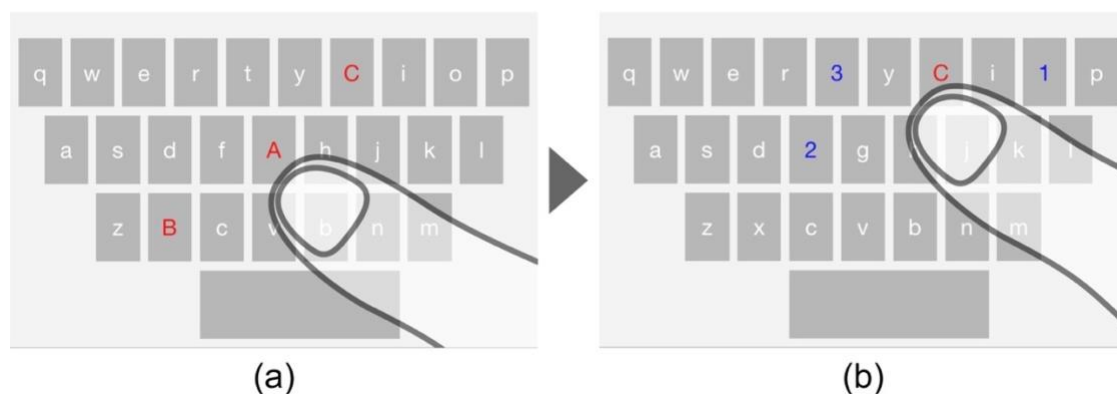 q w e r t y C i o p
a s d f A h j k l
z B c v b n m
(a)
q w e r 3 y C i 1 p
a s d 2 g j k l
z x c v b n m
(b)